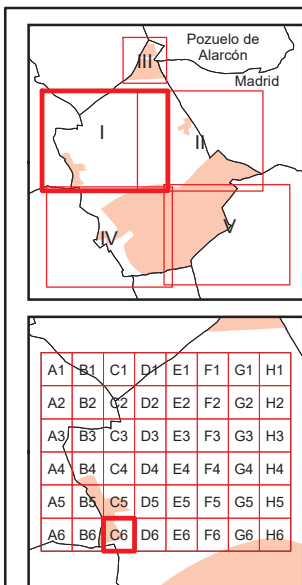 Pozuelo de
Alarcón
III
Madrid
I
II
IV
V
A1 B1 C1 D1 E1 F1 G1 H1
A2 B2 C2 D2 E2 F2 G2 H2
A3 B3 C3 D3 E3 F3 G3 H3
A4 B4 C4 D4 E4 F4 G4 H4
A5 B5 C5 D5 E5 F5 G5 H5
A6 B6 C6 D6 E6 F6 G6 H6